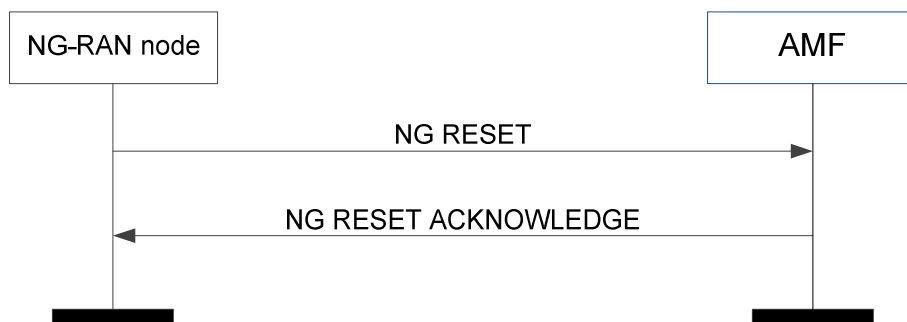 NG-RAN node
AMF
NG RESET
NG RESET ACKNOWLEDGE